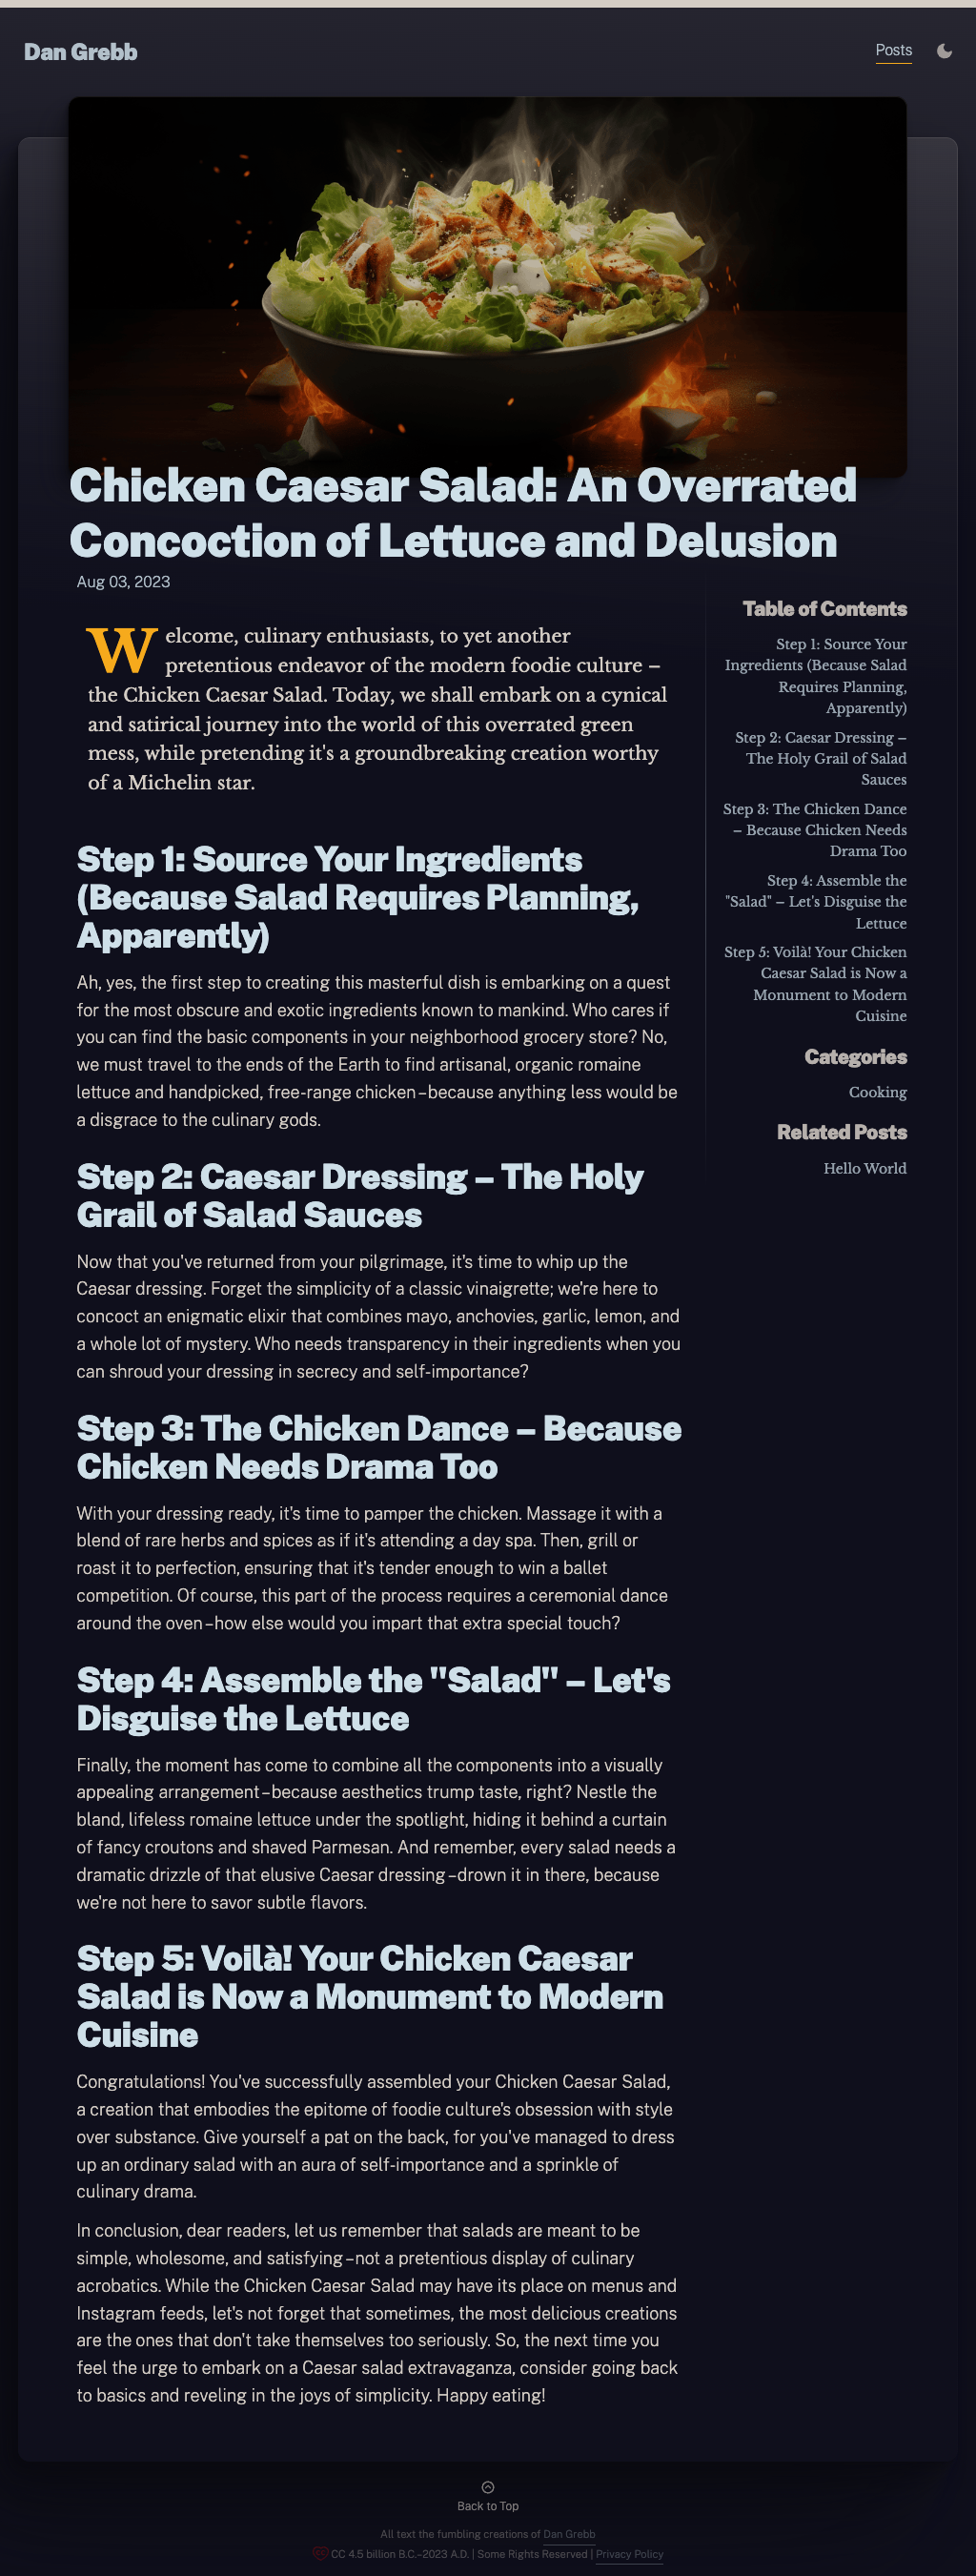 Dan Grebb
Posts
Chicken Caesar Salad: An Overrated
Concoction of Lettuce and Delusion
Aug 03, 2023
Welcome, culinary enthusiasts, to yet another
pretentious endeavor of the modern foodie culture –
the Chicken Caesar Salad. Today, we shall embark on a cynical
and satirical journey into the world of this overrated green
mess, while pretending it's a groundbreaking creation worthy
of a Michelin star.
Step 1: Source Your Ingredients
(Because Salad Requires Planning,
Apparently)
Ah, yes, the first step to creating this masterful dish is embarking on a quest
for the most obscure and exotic ingredients known to mankind. Who cares if
you can find the basic components in your neighborhood grocery store? No,
we must travel to the ends of the Earth to find artisanal, organic romaine
lettuce and handpicked, free-range chicken–because anything less would be
a disgrace to the culinary gods.
Step 2: Caesar Dressing – The Holy
Grail of Salad Sauces
Now that you've returned from your pilgrimage, it's time to whip up the
Caesar dressing. Forget the simplicity of a classic vinaigrette; we're here to
concoct an enigmatic elixir that combines mayo, anchovies, garlic, lemon, and
a whole lot of mystery. Who needs transparency in their ingredients when you
can shroud your dressing in secrecy and self-importance?
Step 3: The Chicken Dance – Because
Chicken Needs Drama Too
With your dressing ready, it's time to pamper the chicken. Massage it with a
blend of rare herbs and spices as if it's attending a day spa. Then, grill or
roast it to perfection, ensuring that it's tender enough to win a ballet
competition. Of course, this part of the process requires a ceremonial dance
around the oven–how else would you impart that extra special touch?
Step 4: Assemble the "Salad" – Let's
Disguise the Lettuce
Finally, the moment has come to combine all the components into a visually
appealing arrangement–because aesthetics trump taste, right? Nestle the
bland, lifeless romaine lettuce under the spotlight, hiding it behind a curtain
of fancy croutons and shaved Parmesan. And remember, every salad needs a
dramatic drizzle of that elusive Caesar dressing–drown it in there, because
we're not here to savor subtle flavors.
Step 5: Voilà! Your Chicken Caesar
Salad is Now a Monument to Modern
Cuisine
Congratulations! You've successfully assembled your Chicken Caesar Salad,
a creation that embodies the epitome of foodie culture's obsession with style
over substance. Give yourself a pat on the back, for you've managed to dress
up an ordinary salad with an aura of self-importance and a sprinkle of
culinary drama.
In conclusion, dear readers, let us remember that salads are meant to be
simple, wholesome, and satisfying–not a pretentious display of culinary
acrobatics. While the Chicken Caesar Salad may have its place on menus and
Instagram feeds, let's not forget that sometimes, the most delicious creations
are the ones that don't take themselves too seriously. So, the next time you
feel the urge to embark on a Caesar salad extravaganza, consider going back
to basics and reveling in the joys of simplicity. Happy eating!
Table of Contents
Step 1: Source Your
Ingredients (Because Salad
Requires Planning,
Apparently)
Step 2: Caesar Dressing –
The Holy Grail of Salad
Sauces
Step 3: The Chicken Dance
– Because Chicken Needs
Drama Too
Step 4: Assemble the
"Salad" – Let's Disguise the
Lettuce
Step 5: Voilà! Your Chicken
Caesar Salad is Now a
Monument to Modern
Cuisine
Categories
Cooking
Related Posts
Hello World
Back to Top
All text the fumbling creations of Dan Grebb
CC 4.5 billion B.C.–2023 A.D. | Some Rights Reserved | Privacy Policy